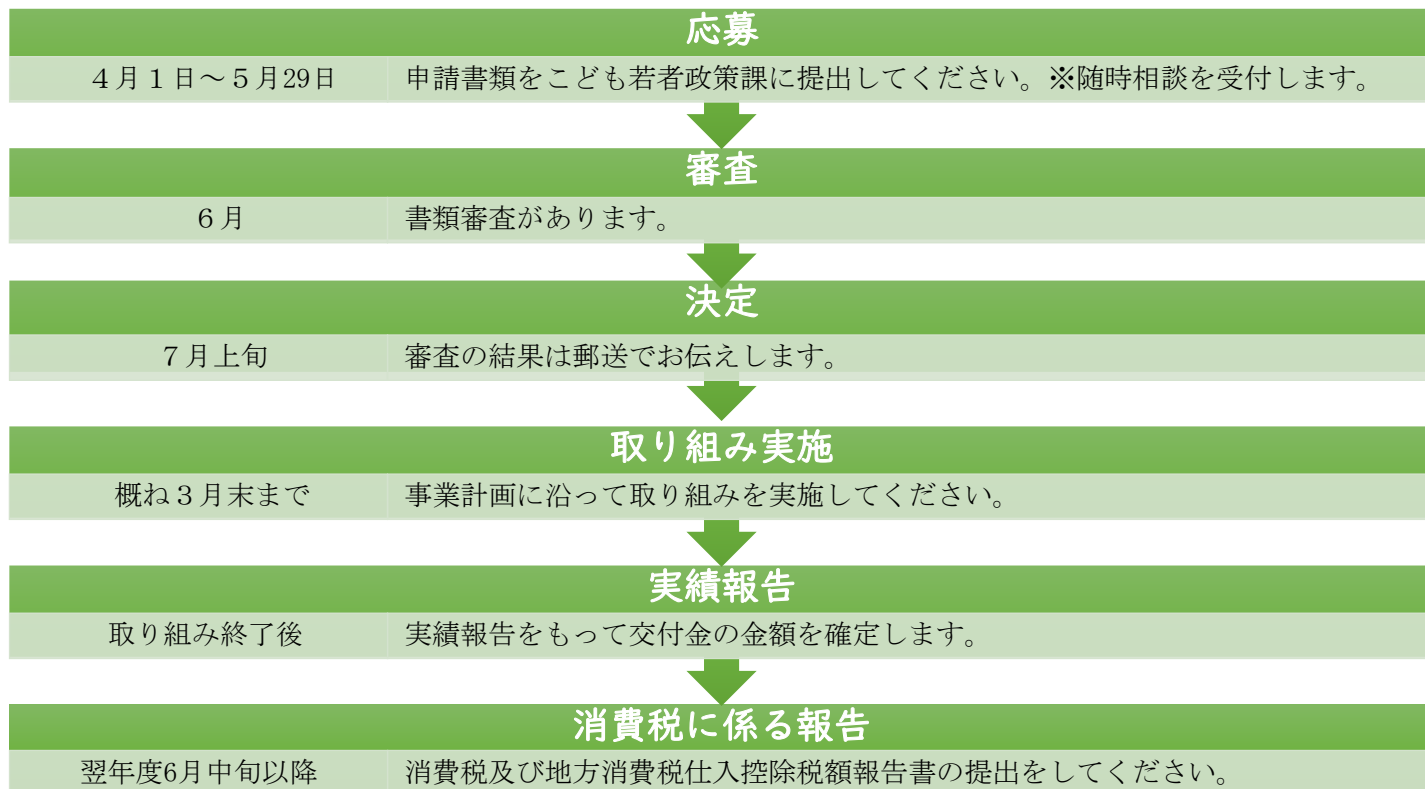 応募
４月１日～５月29日 申請書類をこども若者政策課に提出してください。※随時相談を受付します。
審査
６月 書類審査があります。
決定
７月上旬 審査の結果は郵送でお伝えします。
取り組み実施
概ね３月末まで 事業計画に沿って取り組みを実施してください。
実績報告
取り組み終了後 実績報告をもって交付金の金額を確定します。
消費税に係る報告
翌年度6月中旬以降 消費税及び地方消費税仕入控除税額報告書の提出をしてください。